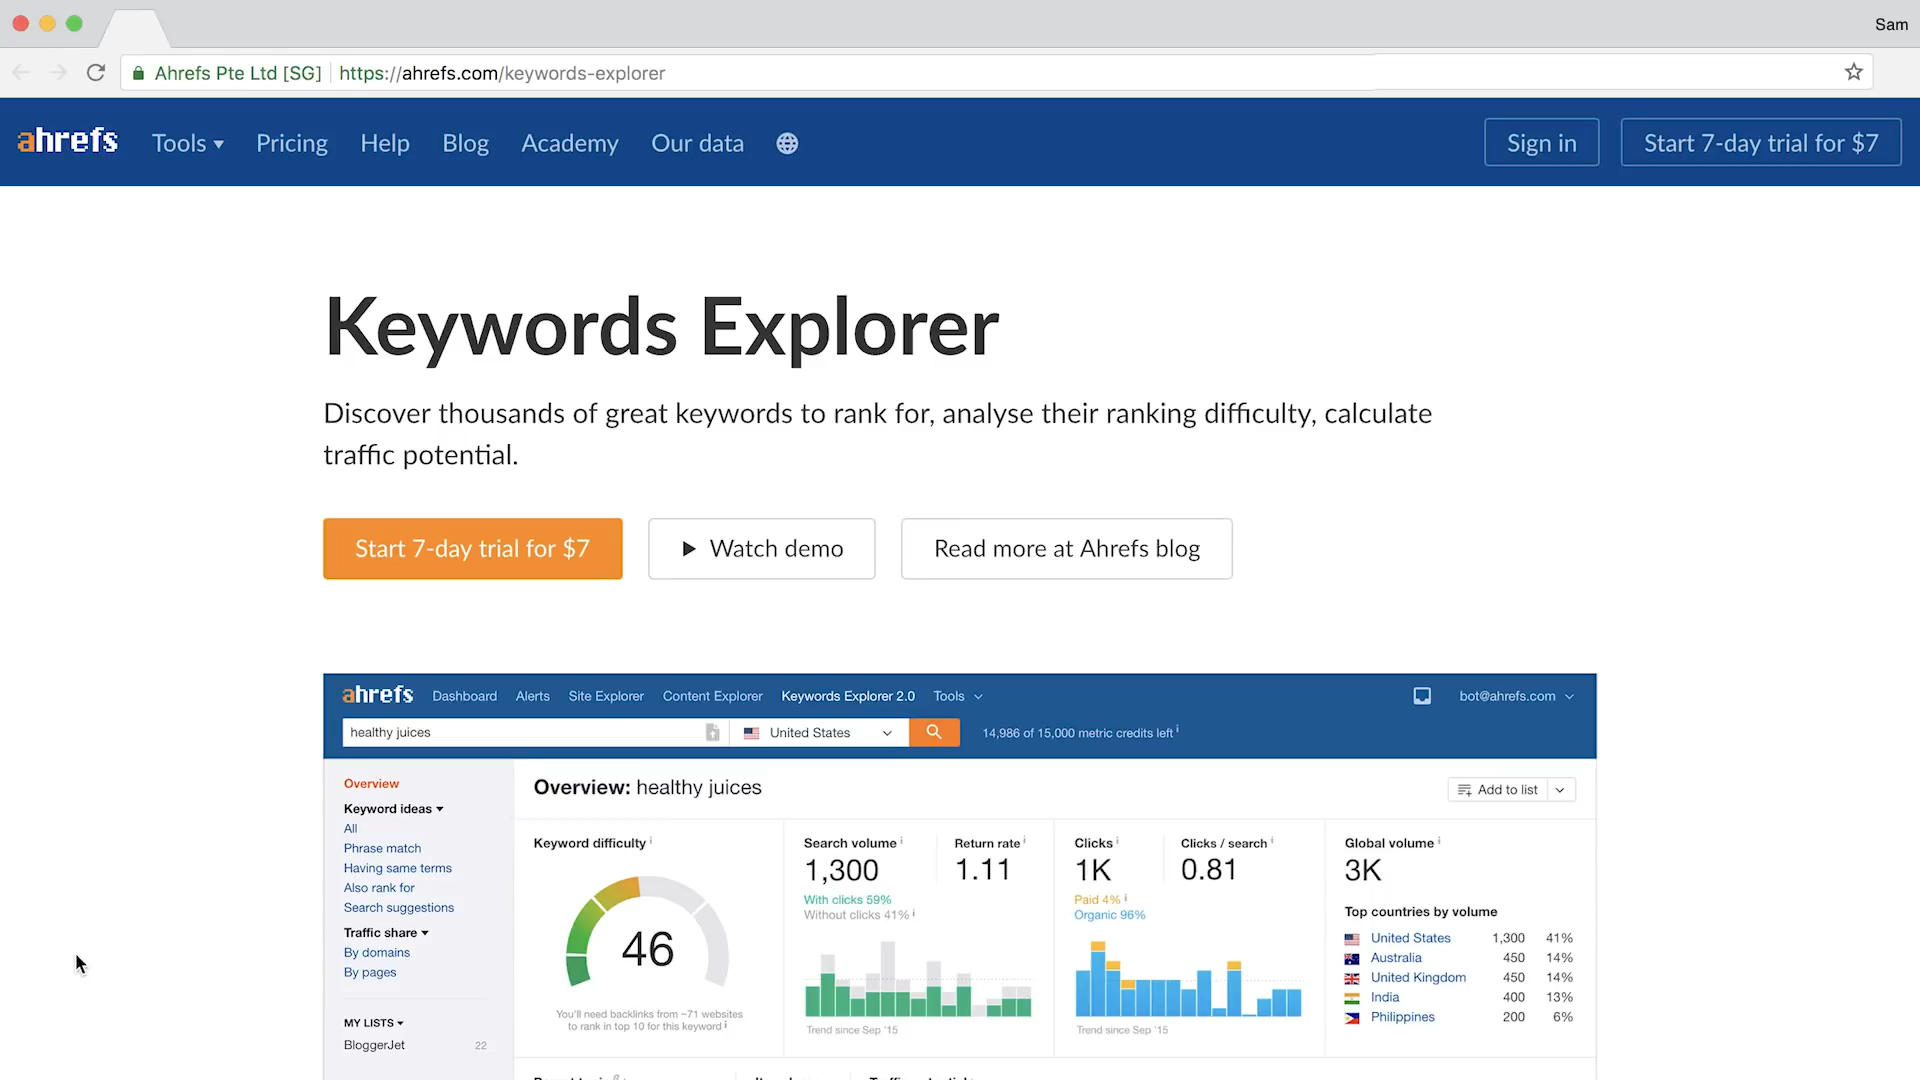 Sam
Ahrefs Pte Ltd [SG] https://ahrefs.com/keywords-explorer
ahrefs Tools Pricing Help Blog Academy Our data Sign in Start 7-day trial for $7
Keywords Explorer
Discover thousands of great keywords to rank for, analyse their ranking difficulty, calculate
traffic potential.
Start 7-day trial for $7 Watch demo Read more at Ahrefs blog
ahrefs Dashboard Alerts Site Explorer Content Explorer Keywords Explorer 2.0 Tools bot@ahrefs.com
healthy juices United States 14,986 of 15,000 metric credits left i
Overview
Keyword ideas
All
Phrase match
Having same terms
Also rank for
Search suggestions
Traffic share
By domains
By pages
MY LISTS
BloggerJet 22
Overview: healthy juices Add to list
Keyword difficulty i
46
You'll need backlinks from ~71 websites
to rank in top 10 for this keyword i
Search volume i Return rate i
1,300 1.11
With clicks 59%
Without clicks 41% i
Trend since Sep '15
Clicks i Clicks / search i
1K 0.81
Paid 4% i
Organic 96%
Trend since Sep '15
Global volume i
3K
Top countries by volume
United States 1,300 41%
Australia 450 14%
United Kingdom 450 14%
India 400 13%
Philippines 200 6%